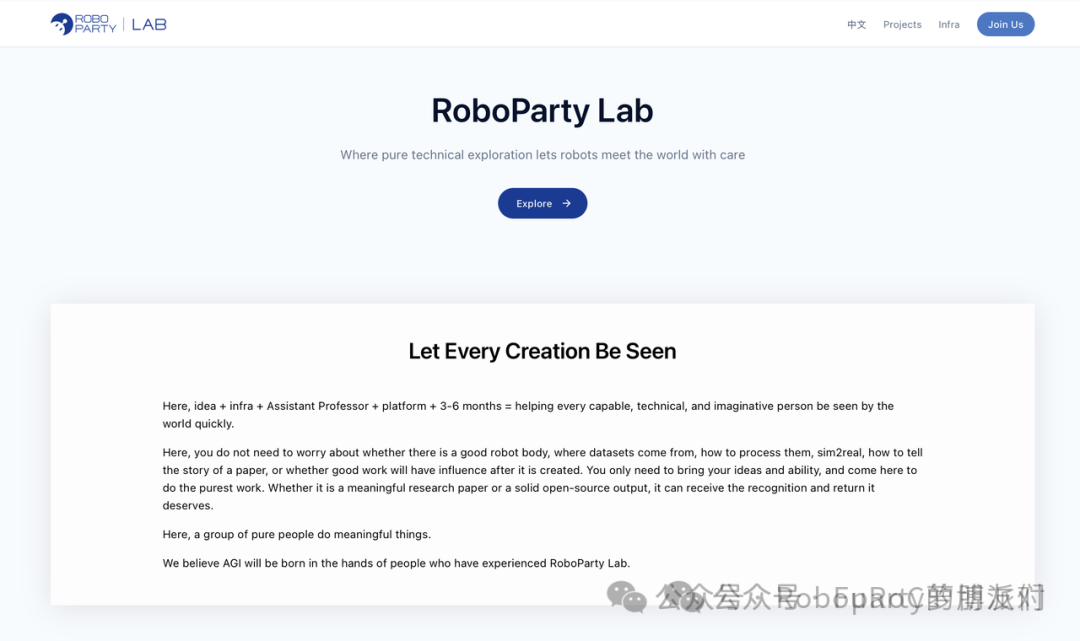 ROBO
PARTY
LAB
中文
Projects
Infra
Join Us
RoboParty Lab
Where pure technical exploration lets robots meet the world with care
Explore →
Let Every Creation Be Seen
Here, idea + infra + Assistant Professor + platform + 3-6 months = helping every capable, technical, and imaginative person be seen by the
world quickly.
Here, you do not need to worry about whether there is a good robot body, where datasets come from, how to process them, sim2real, how to tell
the story of a paper, or whether good work will have influence after it is created. You only need to bring your ideas and ability, and come here to
do the purest work. Whether it is a meaningful research paper or a solid open-source output, it can receive the recognition and return it
deserves.
Here, a group of pure people do meaningful things.
We believe AGI will be born in the hands of people who have experienced RoboParty Lab.
公众号